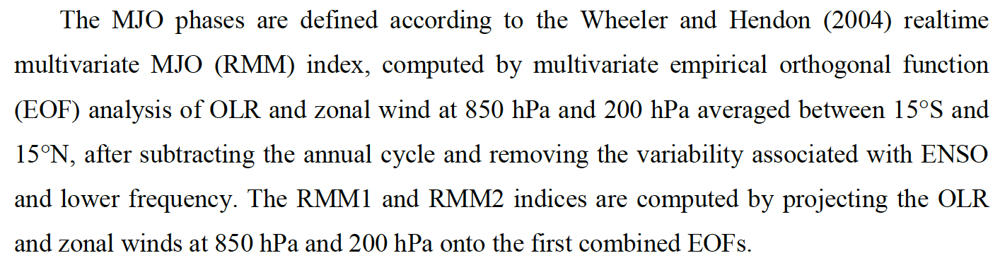 The MJO phases are defined according to the Wheeler and Hendon (2004) realtime
multivariate MJO (RMM) index, computed by multivariate empirical orthogonal function
(EOF) analysis of OLR and zonal wind at 850 hPa and 200 hPa averaged between 15°S and
15°N, after subtracting the annual cycle and removing the variability associated with ENSO
and lower frequency. The RMM1 and RMM2 indices are computed by projecting the OLR
and zonal winds at 850 hPa and 200 hPa onto the first combined EOFs.